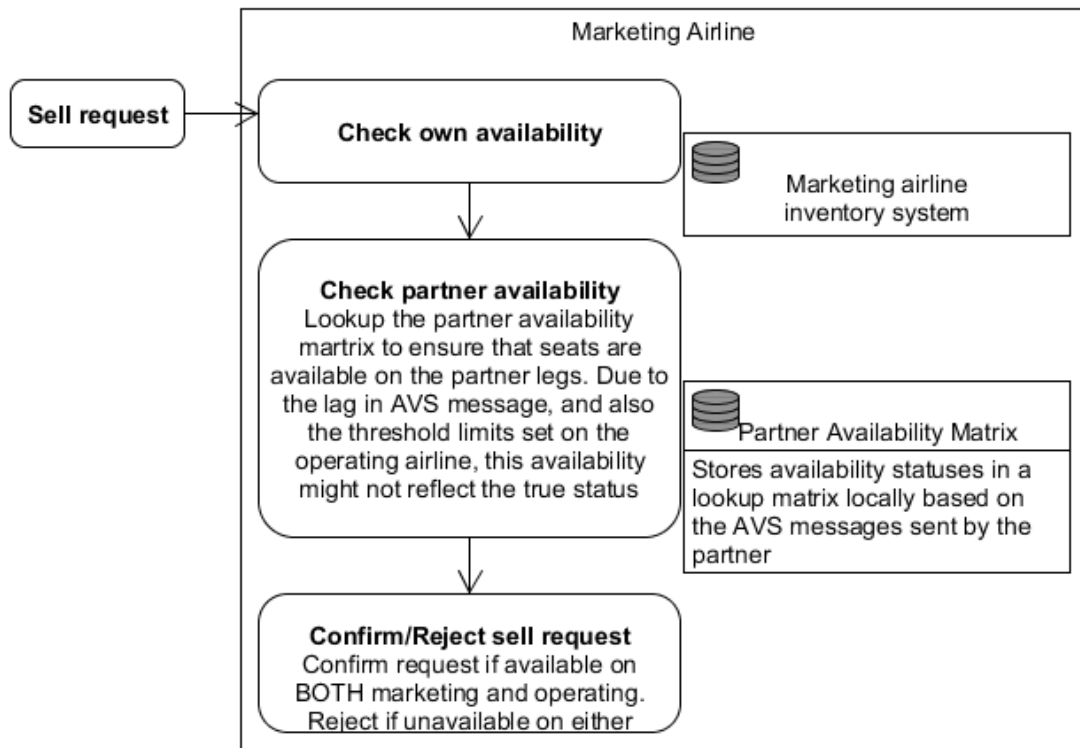 Marketing Airline
Sell request
Check own availability
Marketing airline
inventory system
Check partner availability
Lookup the partner availability
martrix to ensure that seats are
available on the partner legs. Due to
the lag in AVS message, and also
the threshold limits set on the
operating airline, this availability
might not reflect the true status
Partner Availability Matrix
Stores availability statuses in a
lookup matrix locally based on
the AVS messages sent by the
partner
Confirm/Reject sell request
Confirm request if available on
BOTH marketing and operating.
Reject if unavailable on either